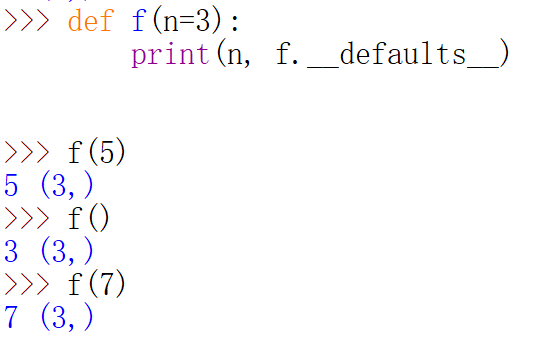 >>> def f(n=3):
        print(n, f.__defaults__)
>>> f(5)
5 (3,)
>>> f()
3 (3,)
>>> f(7)
7 (3,)